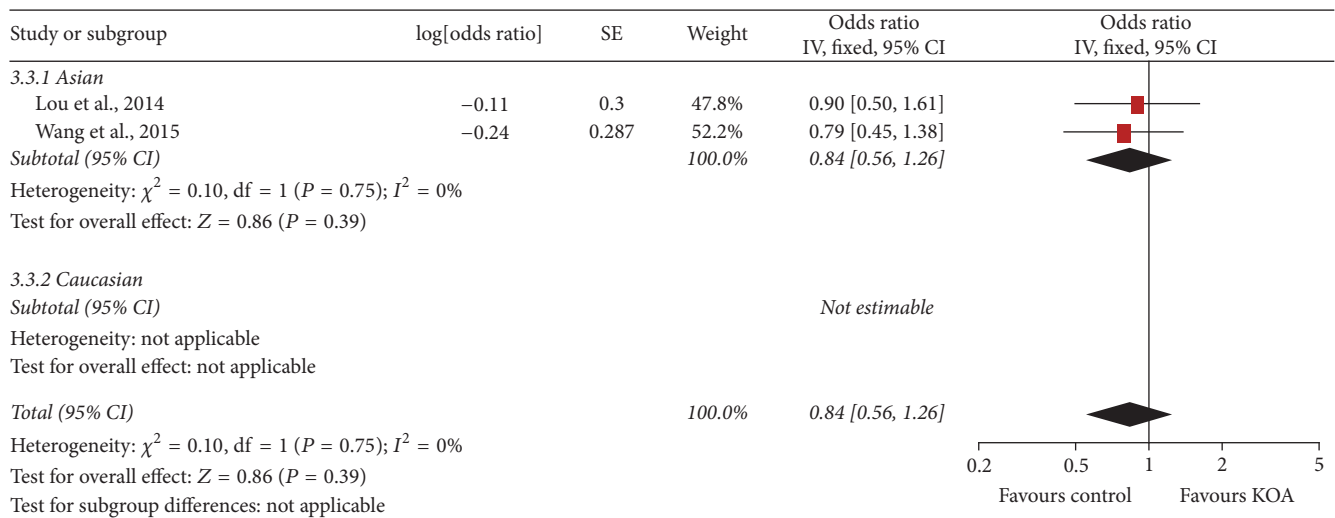 Study or subgroup log[odds ratio] SE Weight Odds ratio IV, fixed, 95% CI Odds ratio IV, fixed, 95% CI
3.3.1 Asian
Lou et al., 2014 −0.11 0.3 47.8% 0.90 [0.50, 1.61]
Wang et al., 2015 −0.24 0.287 52.2% 0.79 [0.45, 1.38]
Subtotal (95% CI) 100.0% 0.84 [0.56, 1.26]
Heterogeneity: χ² = 0.10, df = 1 (P = 0.75); I² = 0%
Test for overall effect: Z = 0.86 (P = 0.39)
3.3.2 Caucasian
Subtotal (95% CI) Not estimable
Heterogeneity: not applicable
Test for overall effect: not applicable
Total (95% CI) 100.0% 0.84 [0.56, 1.26]
Heterogeneity: χ² = 0.10, df = 1 (P = 0.75); I² = 0%
Test for overall effect: Z = 0.86 (P = 0.39)
Test for subgroup differences: not applicable
0.2 0.5 1 2 5
Favours control Favours KOA